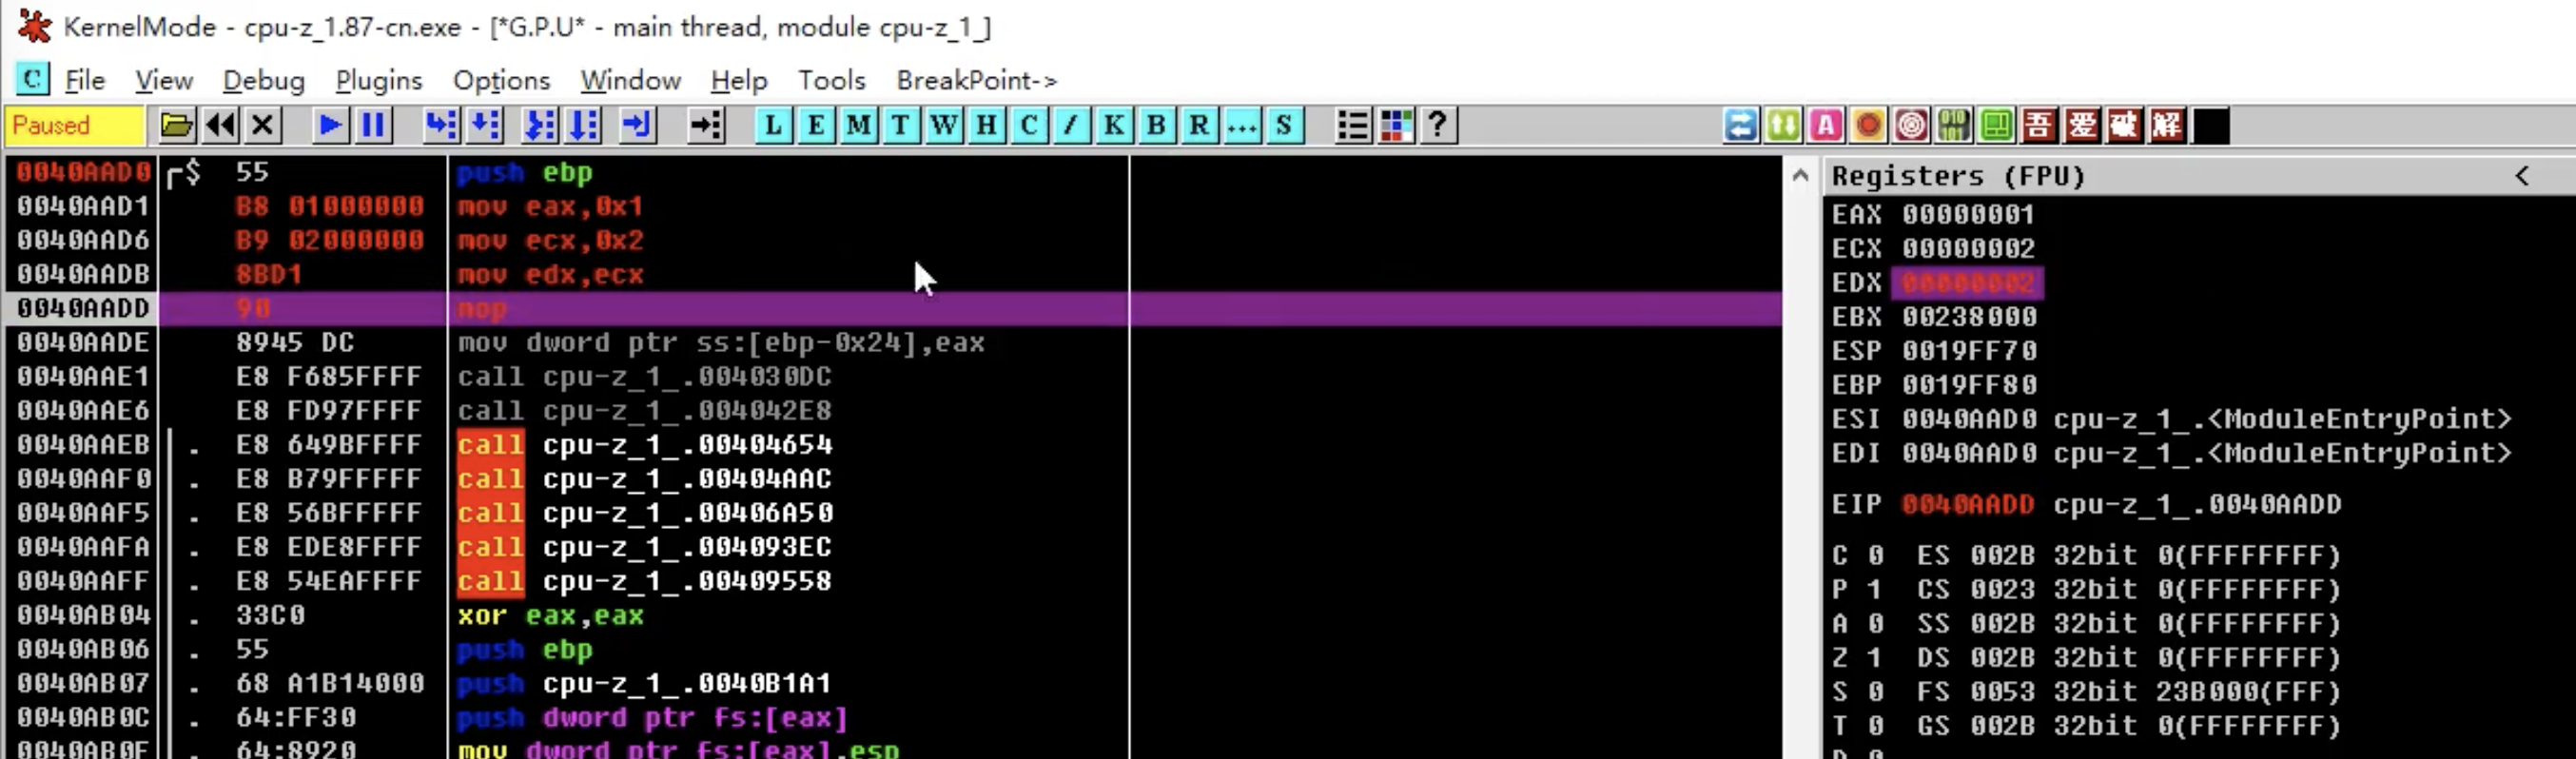 KernelMode - cpu-z_1.87-cn.exe - [*G.P.U* - main thread, module cpu-z_1_]
C File View Debug Plugins Options Window Help Tools BreakPoint->
Paused L E M T W H C / K B R ... S ? A 010 101 吾 爱 破 解
Registers (FPU) <
0040AAD0 $ 55 push ebp
0040AAD1 B8 01000000 mov eax,0x1
0040AAD6 B9 02000000 mov ecx,0x2
0040AADB 8BD1 mov edx,ecx
0040AADD 90 nop
0040AADE 8945 DC mov dword ptr ss:[ebp-0x24],eax
0040AAE1 E8 F685FFFF call cpu-z_1_.004030DC
0040AAE6 E8 FD97FFFF call cpu-z_1_.004042E8
0040AAEB . E8 649BFFFF call cpu-z_1_.00404654
0040AAF0 . E8 B79FFFFF call cpu-z_1_.00404AAC
0040AAF5 . E8 56BFFFFF call cpu-z_1_.00406A50
0040AAFA . E8 EDE8FFFF call cpu-z_1_.004093EC
0040AAFF . E8 54EAFFFF call cpu-z_1_.00409558
0040AB04 . 33C0 xor eax,eax
0040AB06 . 55 push ebp
0040AB07 . 68 A1B14000 push cpu-z_1_.0040B1A1
0040AB0C . 64:FF30 push dword ptr fs:[eax]
0040AB0F . 64:8920 mov dword ptr fs:[eax],esp
EAX 00000001
ECX 00000002
EDX 00000002
EBX 00238000
ESP 0019FF70
EBP 0019FF80
ESI 0040AAD0 cpu-z_1_.<ModuleEntryPoint>
EDI 0040AAD0 cpu-z_1_.<ModuleEntryPoint>
EIP 0040AADD cpu-z_1_.0040AADD
C 0 ES 002B 32bit 0(FFFFFFFF)
P 1 CS 0023 32bit 0(FFFFFFFF)
A 0 SS 002B 32bit 0(FFFFFFFF)
Z 1 DS 002B 32bit 0(FFFFFFFF)
S 0 FS 0053 32bit 23B000(FFF)
T 0 GS 002B 32bit 0(FFFFFFFF)
D 0